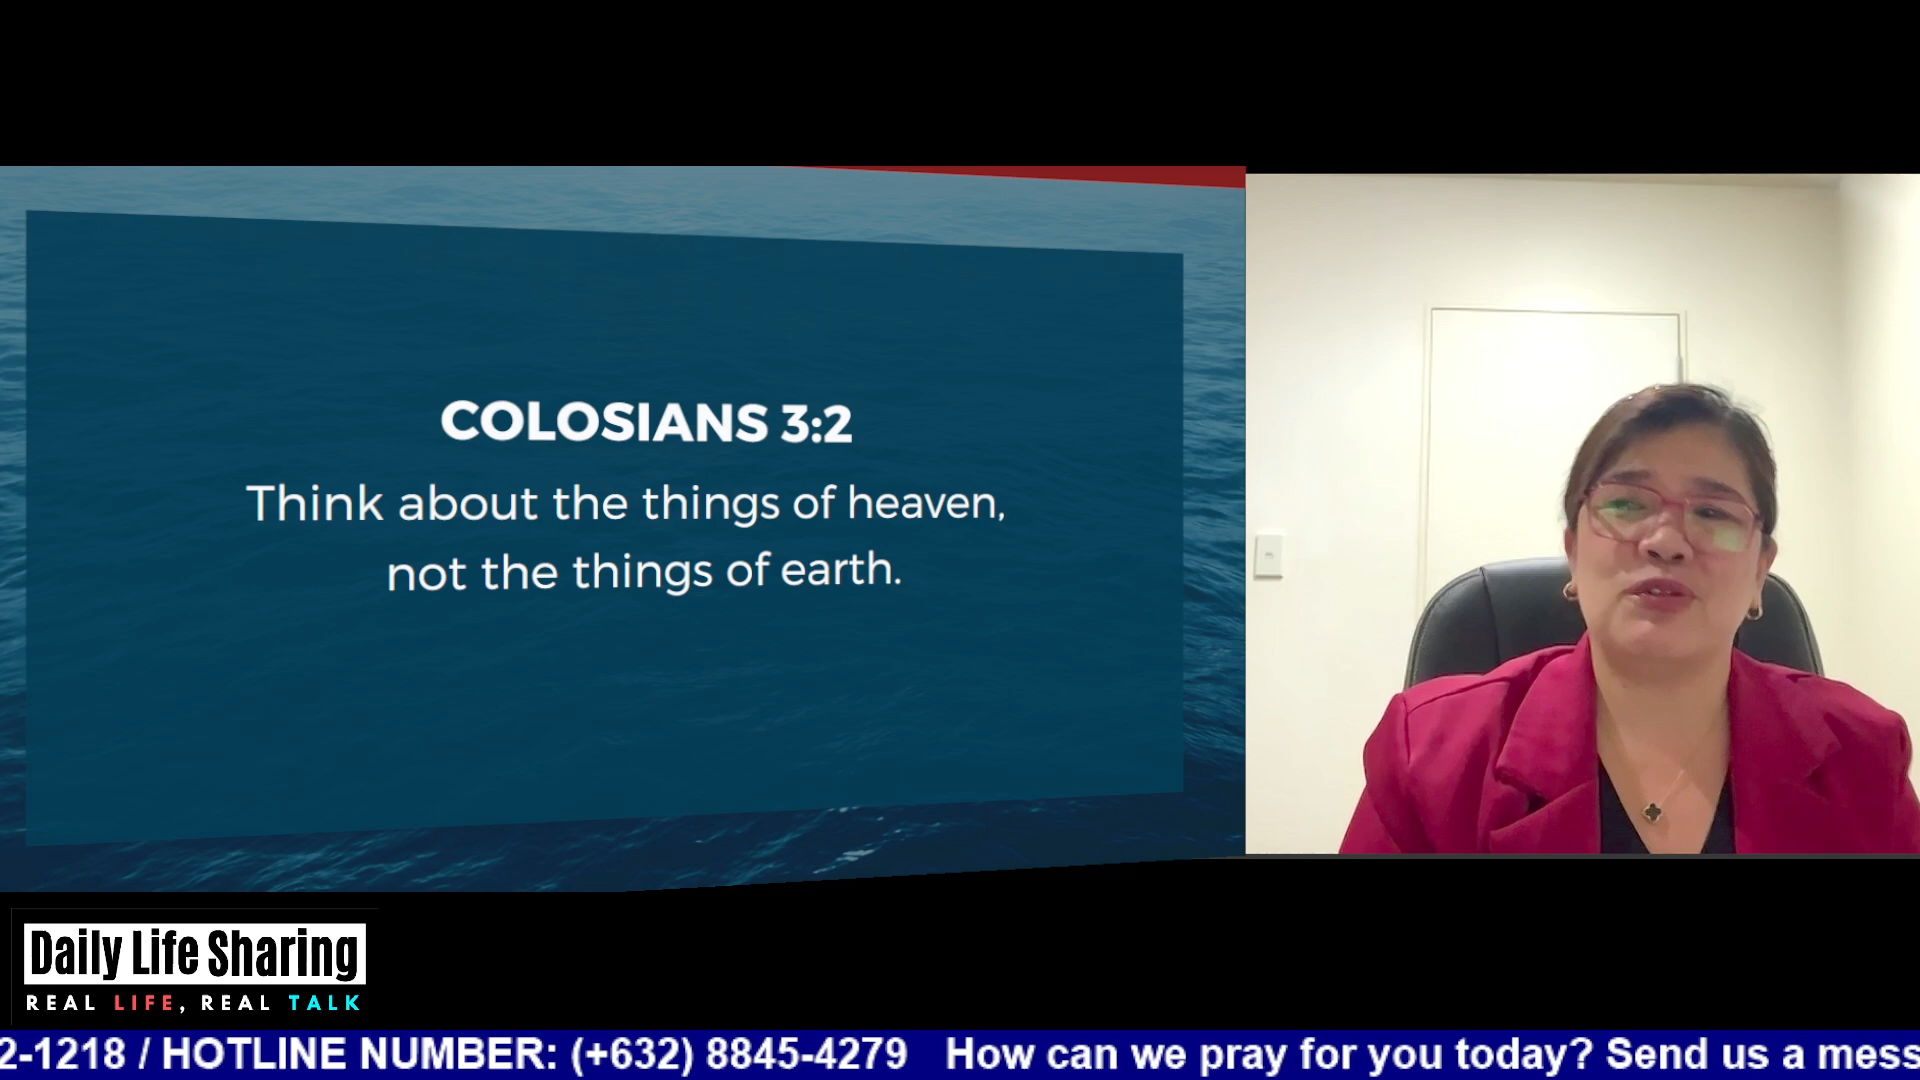 COLOSIANS 3:2
Think about the things of heaven,
not the things of earth.
Daily Life Sharing
REAL LIFE, REAL TALK
2-1218 / HOTLINE NUMBER: (+632) 8845-4279 How can we pray for you today? Send us a mess